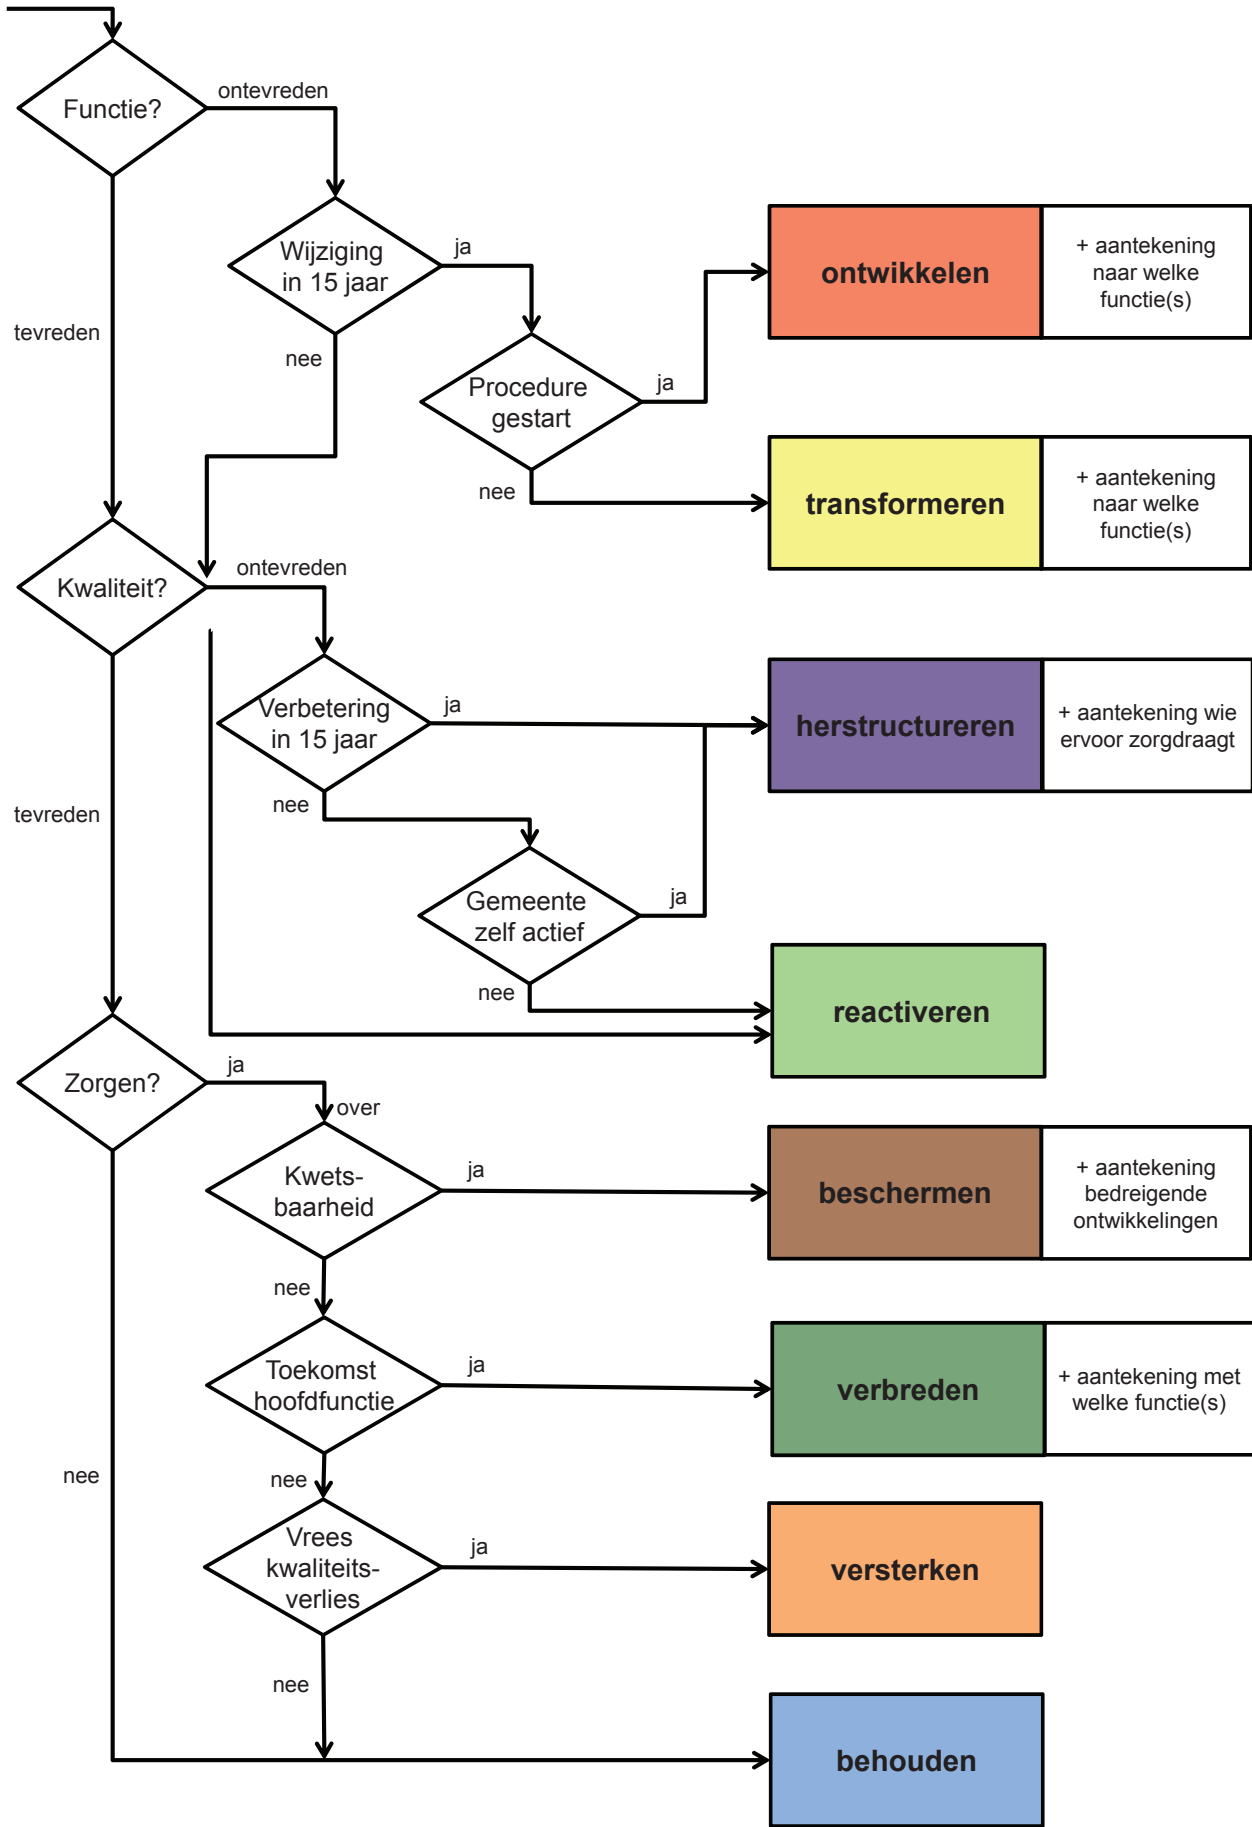 ontevreden
Functie?
Wijziging
in 15 jaar
ja
ontwikkelen
+ aantekening
naar welke
functie(s)
tevreden
nee
Procedure
gestart
ja
nee
transformeren
+ aantekening
naar welke
functie(s)
ontevreden
Kwaliteit?
Verbetering
in 15 jaar
ja
herstructureren
+ aantekening wie
ervoor zorgdraagt
tevreden
nee
Gemeente
zelf actief
ja
nee
reactiveren
Zorgen?
ja
over
Kwets-
baarheid
ja
beschermen
+ aantekening
bedreigende
ontwikkelingen
nee
Toekomst
hoofdfunctie
ja
verbreden
+ aantekening met
welke functie(s)
nee
nee
Vrees
kwaliteits-
verlies
ja
versterken
nee
behouden